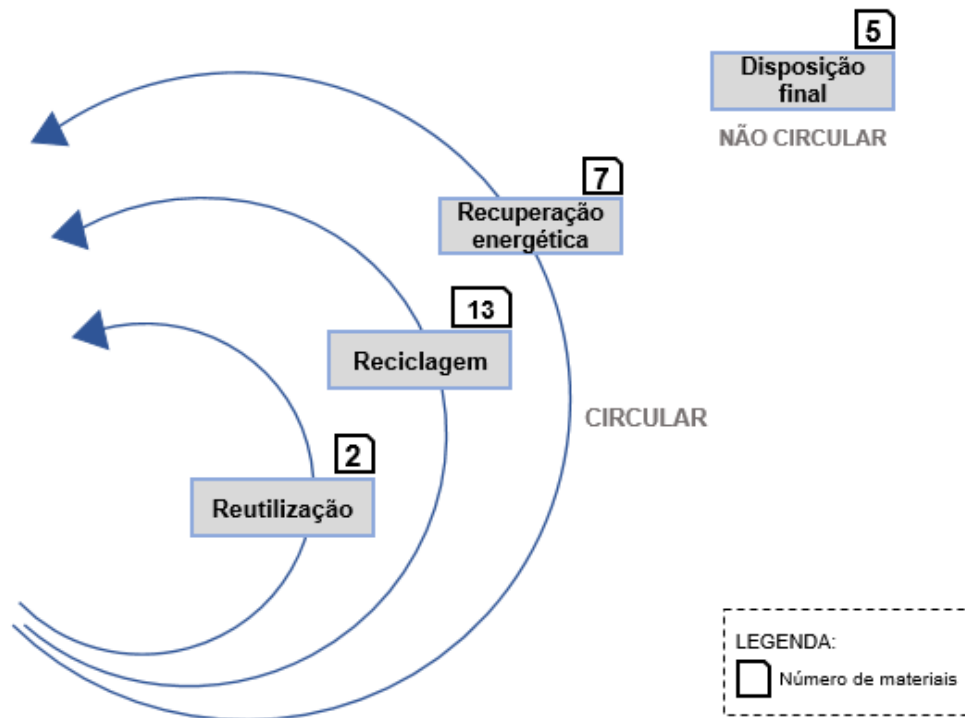 5
Disposição
final
NÃO CIRCULAR
7
Recuperação
energética
13
Reciclagem
CIRCULAR
2
Reutilização
LEGENDA:
Número de materiais